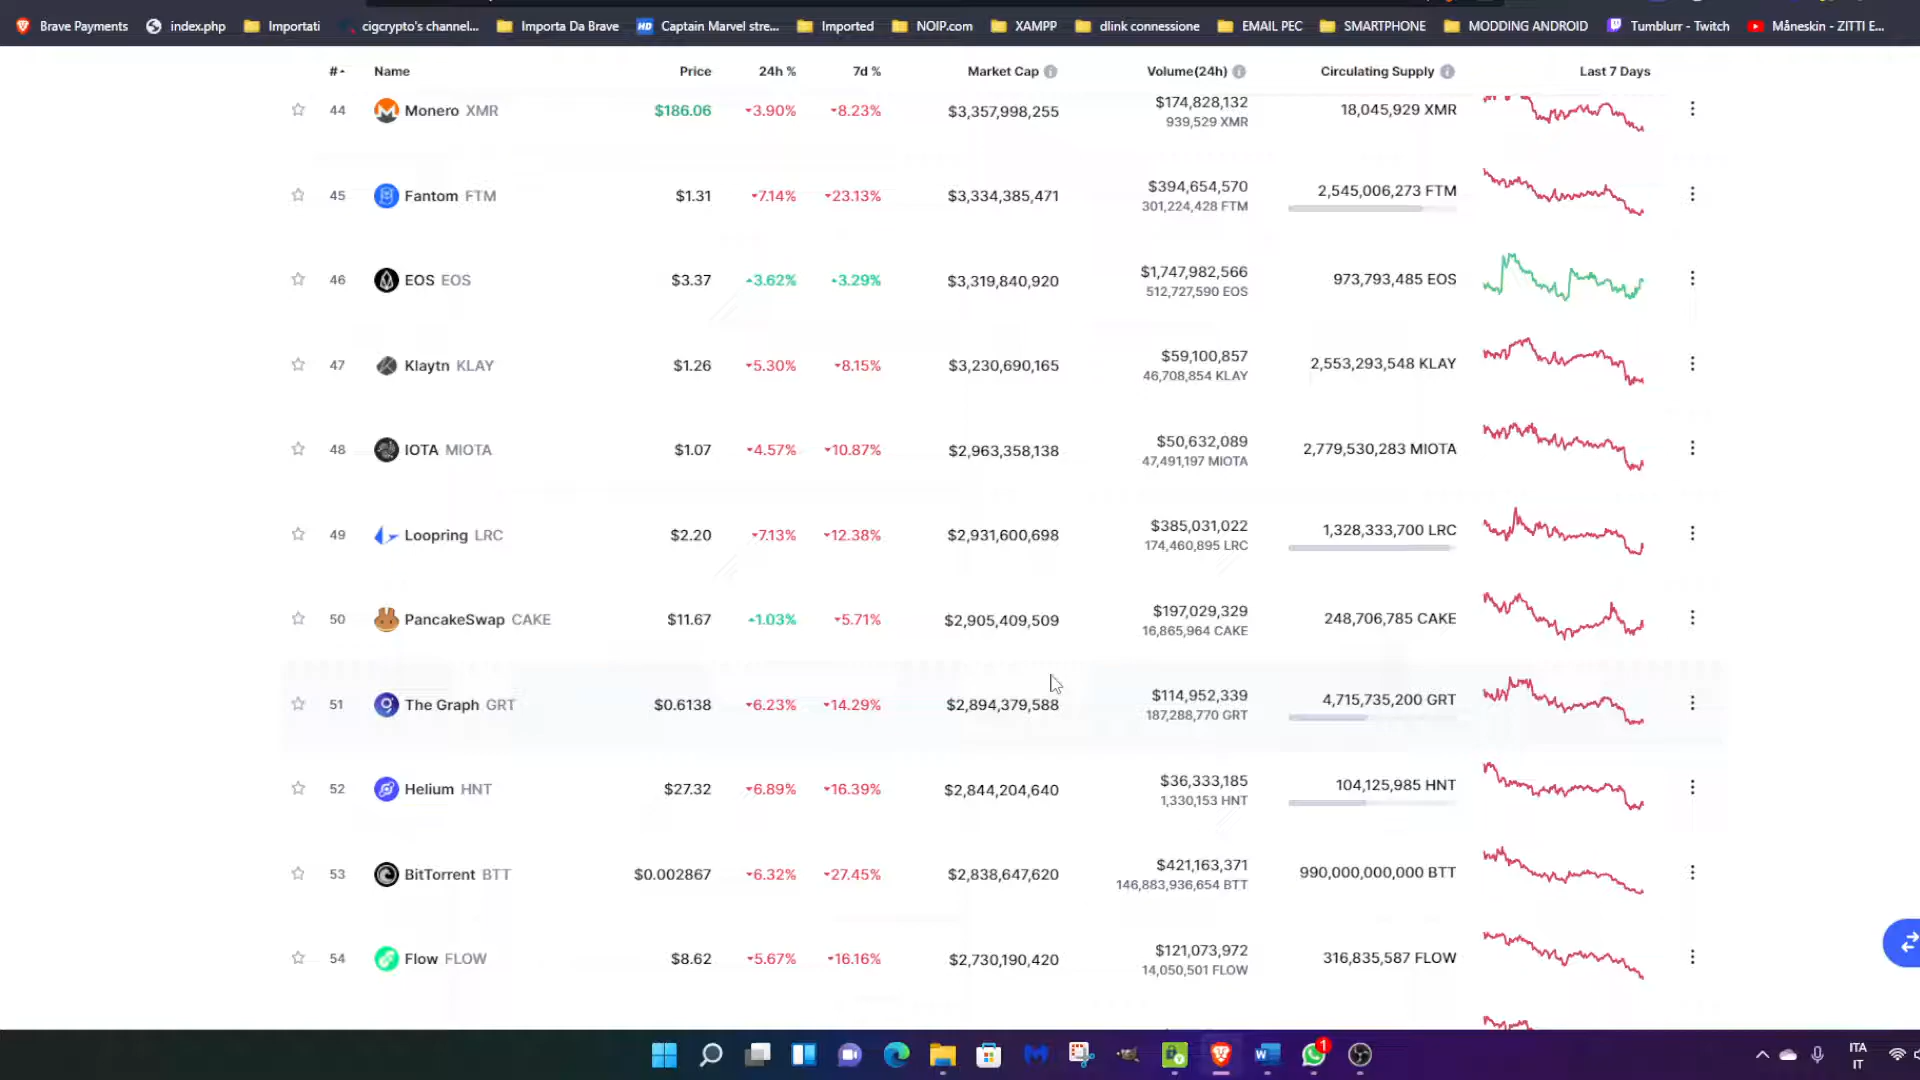 Brave Payments index.php Importati cigcrypto's channel... Importa Da Brave HD Captain Marvel stre... Imported NOIP.com XAMPP dlink connessione EMAIL PEC SMARTPHONE MODDING ANDROID Tumblurr - Twitch Måneskin - ZITTI E...
# Name Price 24h % 7d % Market Cap Volume(24h) Circulating Supply Last 7 Days
44 Monero XMR $186.06 3.90% 8.23% $3,357,998,255 $174,828,132 18,045,929 XMR
939,529 XMR
45 Fantom FTM $1.31 7.14% 23.13% $3,334,385,471 $394,654,570 2,545,006,273 FTM
301,224,428 FTM
46 EOS EOS $3.37 3.62% 3.29% $3,319,840,920 $1,747,982,566 973,793,485 EOS
512,727,590 EOS
47 Klaytn KLAY $1.26 5.30% 8.15% $3,230,690,165 $59,100,857 2,553,293,548 KLAY
46,708,854 KLAY
48 IOTA MIOTA $1.07 4.57% 10.87% $2,963,358,138 $50,632,089 2,779,530,283 MIOTA
47,491,197 MIOTA
49 Loopring LRC $2.20 7.13% 12.38% $2,931,600,698 $385,031,022 1,328,333,700 LRC
174,460,895 LRC
50 PancakeSwap CAKE $11.67 1.03% 5.71% $2,905,409,509 $197,029,329 248,706,785 CAKE
16,865,964 CAKE
51 The Graph GRT $0.6138 6.23% 14.29% $2,894,379,588 $114,952,339 4,715,735,200 GRT
187,288,770 GRT
52 Helium HNT $27.32 6.89% 16.39% $2,844,204,640 $36,333,185 104,125,985 HNT
1,330,153 HNT
53 BitTorrent BTT $0.002867 6.32% 27.45% $2,838,647,620 $421,163,371 990,000,000,000 BTT
146,883,936,654 BTT
54 Flow FLOW $8.62 5.67% 16.16% $2,730,190,420 $121,073,972 316,835,587 FLOW
14,050,501 FLOW
1
ITA
IT